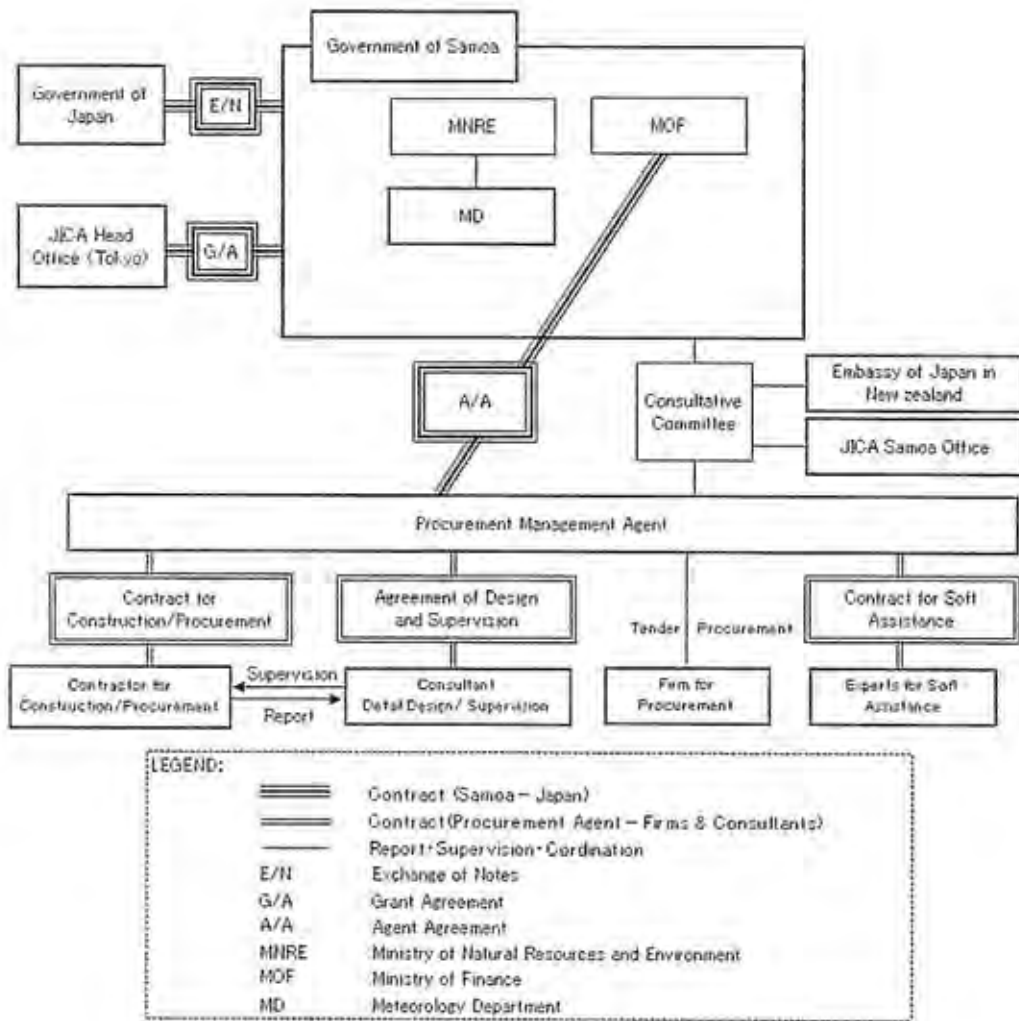 Government of Samoa
Government of
Japan
E/N
MNRE
MOF
MD
JICA Head
Office (Tokyo)
G/A
A/A
Consultative
Committee
Embassy of Japan in
New zealand
JICA Samoa Office
Procurement Management Agent
Contract for
Construction/Procurement
Agreement of Design
and Supervision
Tender Procurement
Contract for Soft
Assistance
Contractor for
Construction/Procurement
Supervision
Report
Consultant
Detail Design/ Supervision
Firm for
Procurement
Experts for Soft
Assistance
LEGEND:
Contract (Samoa - Japan)
Contract(Procurement Agent - Firms & Consultants)
Report・Supervision・Cordination
E/N Exchange of Notes
G/A Grant Agreement
A/A Agent Agreement
MNRE Ministry of Natural Resources and Environment
MOF Ministry of Finance
MD Meteorology Department